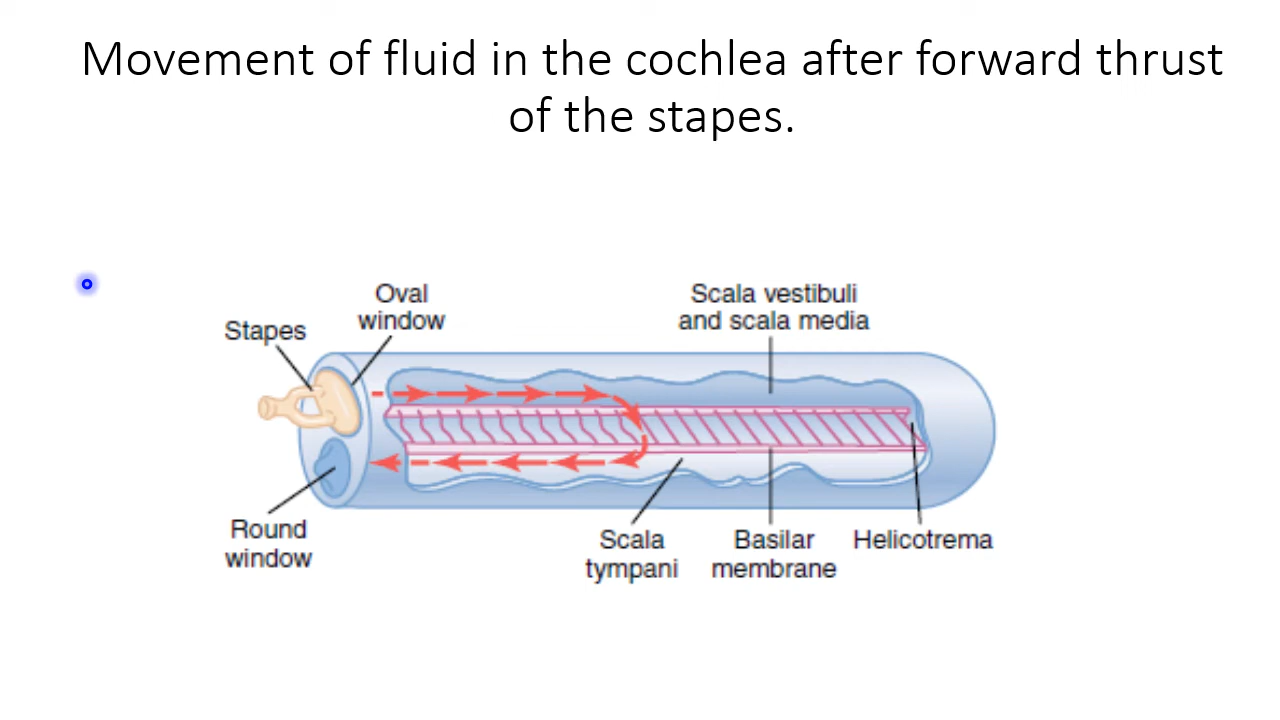 Movement of fluid in the cochlea after forward thrust
of the stapes.
Oval
window
Scala vestibuli
and scala media
Stapes
Round
window
Scala
tympani
Basilar
membrane
Helicotrema